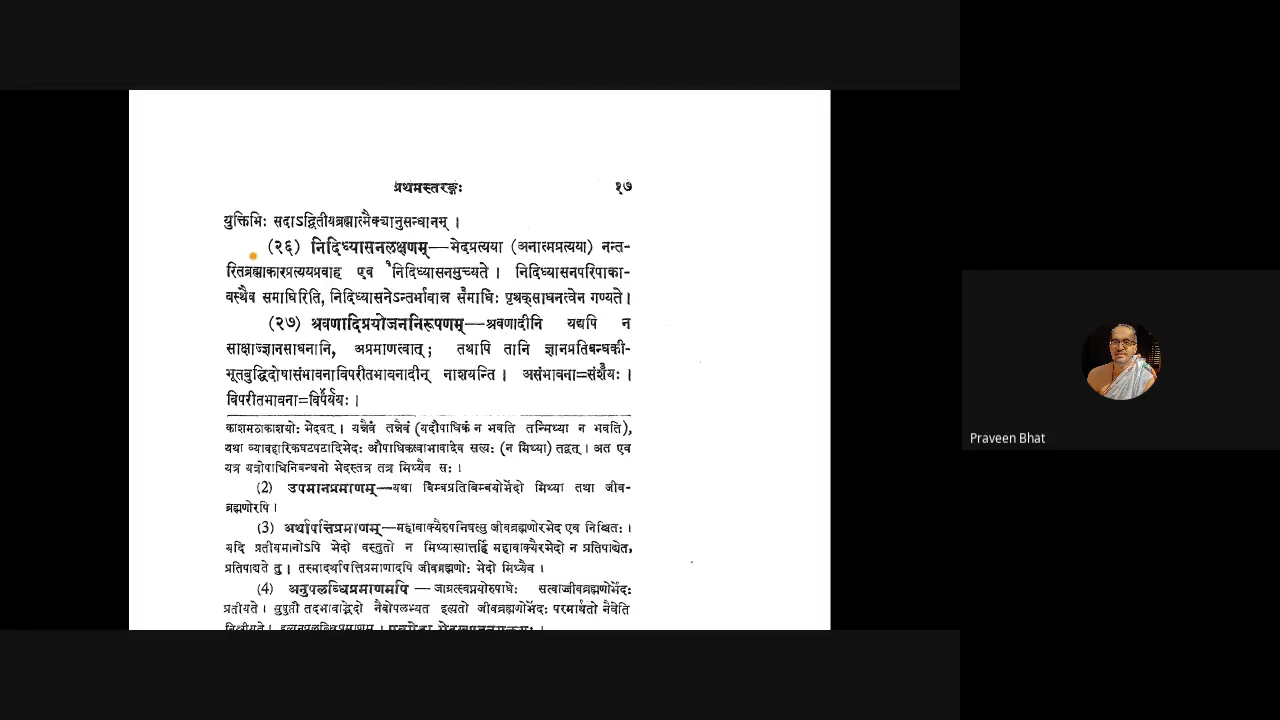 प्रथमस्तरङ्गः १७
युक्तिभिः सदाऽद्वितीयब्रह्मात्मैक्यानुसन्धानम् ।
(२६) निदिध्यासनलक्षणम्—भेदप्रत्यया (अनात्मप्रत्यया) नन्त-
रितब्रह्माकारप्रत्ययप्रवाह एव निदिध्यासनमुच्यते । निदिध्यासनपरिपाका-
वस्थैव समाधिरिति, निदिध्यासनेऽन्तर्भावान्न समाधिः पृथक्साधनत्वेन गण्यते।
(२७) श्रवणादिप्रयोजननिरूपणम्—श्रवणादीनि यद्यपि न
साक्षाज्ज्ञानसाधनानि, अप्रमाणत्वात् ; तथापि तानि ज्ञानप्रतिबन्धकी-
भूतबुद्धिदोषासंभावनाविपरीतभावनादीन् नाशयन्ति । असंभावना=संशयः ।
विपरीतभावना=विपर्ययः ।
काशमठाकाशयोः भेदवत् । यन्नैवं तन्नैवं (यदौपाधिकं न भवति तन्मिथ्या न भवति),
यथा व्यावहारिकघटपटादिभेदः औपाधिकत्वाभावादेव सत्यः (न मिथ्या) तद्वत् । अत एव
यत्र यत्रोपाधिनिबन्धनो भेदस्तत्र तत्र मिथ्यैव सः ।
(2) उपमानप्रमाणम्—यथा बिम्बप्रतिबिम्बयोर्भेदो मिथ्या तथा जीव-
ब्रह्मणोरपि ।
(3) अर्थापत्तिप्रमाणम्—महावाक्यैरुपनिषत्सु जीवब्रह्मणोरभेद एव निश्चितः ।
यदि प्रतीयमानोऽपि भेदो वस्तुतो न मिथ्यास्यात्तर्हि महावाक्यैरभेदो न प्रतिपाद्येत,
प्रतिपाद्यते तु । तस्मादर्थापत्तिप्रमाणादपि जीवब्रह्मणोः भेदो मिथ्यैव ।
(4) अनुपलब्धिप्रमाणमपि — जाग्रत्स्वप्नयोरुपाधेः सत्वाज्जीवब्रह्मणोर्भेदः
प्रतीयते । सुषुप्तौ तदभावाद्भेदो नैवोपलभ्यत इत्यतो जीवब्रह्मणोर्भेदः परमार्थतो नैवेति
Praveen Bhat